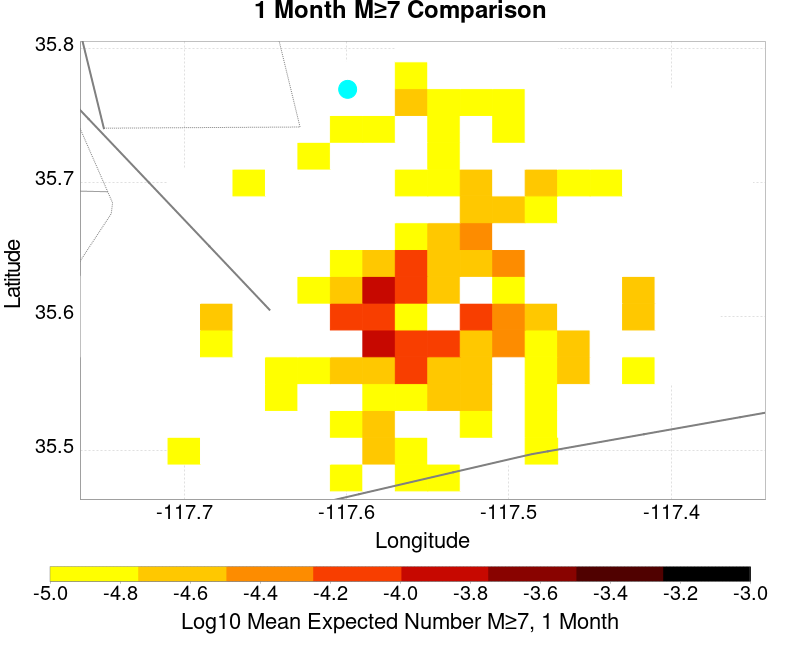 1 Month M≥7 Comparison
35.8
35.7
35.6
35.5
Latitude
-117.7 -117.6 -117.5 -117.4
Longitude
-5.0 -4.8 -4.6 -4.4 -4.2 -4.0 -3.8 -3.6 -3.4 -3.2 -3.0
Log10 Mean Expected Number M≥7, 1 Month